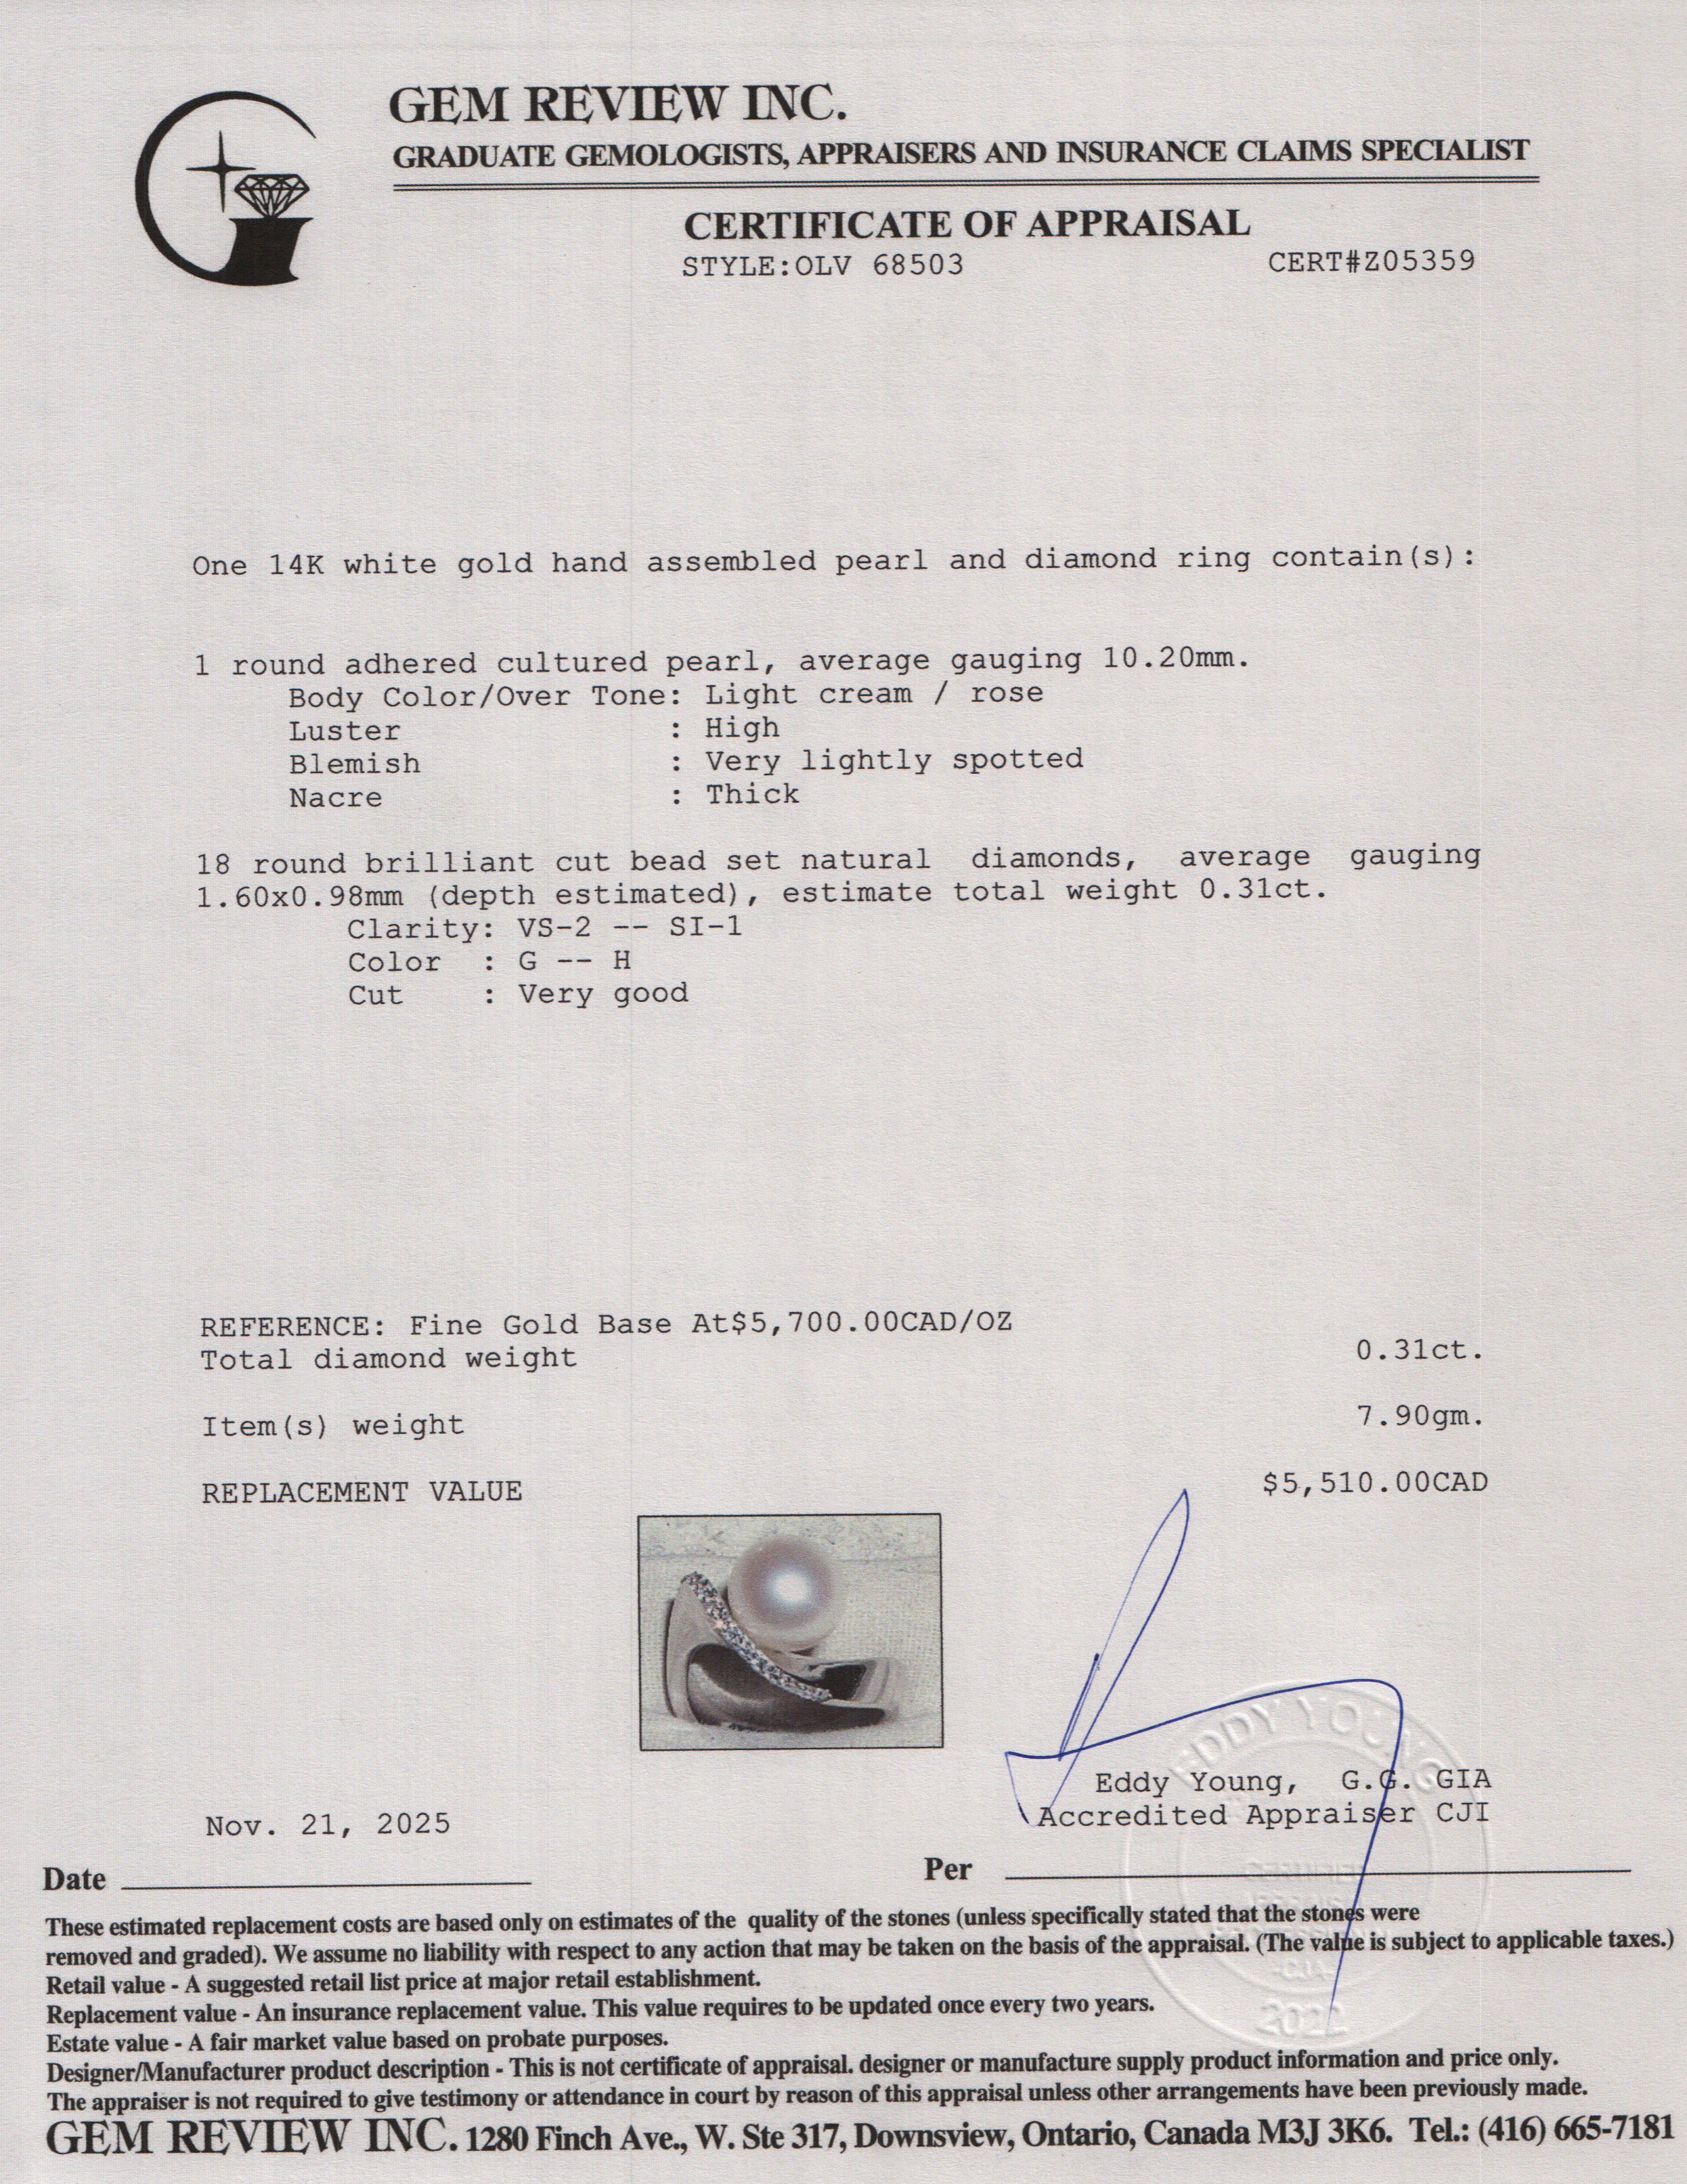 GEM REVIEW INC.
GRADUATE GEMOLOGISTS, APPRAISERS AND INSURANCE CLAIMS SPECIALIST
CERTIFICATE OF APPRAISAL
STYLE:OLV 68503 CERT#Z05359
One 14K white gold hand assembled pearl and diamond ring contain(s):
1 round adhered cultured pearl, average gauging 10.20mm.
Body Color/Over Tone: Light cream / rose
Luster : High
Blemish : Very lightly spotted
Nacre : Thick
18 round brilliant cut bead set natural diamonds, average gauging
1.60x0.98mm (depth estimated), estimate total weight 0.31ct.
Clarity: VS-2 -- SI-1
Color : G -- H
Cut : Very good
REFERENCE: Fine Gold Base At$5,700.00CAD/OZ
Total diamond weight 0.31ct.
Item(s) weight 7.90gm.
REPLACEMENT VALUE $5,510.00CAD
EDDY YOUNG
Eddy Young, G.G. GIA
Accredited Appraiser CJI
Nov. 21, 2025
Date Per
2022
These estimated replacement costs are based only on estimates of the quality of the stones (unless specifically stated that the stones were
removed and graded). We assume no liability with respect to any action that may be taken on the basis of the appraisal. (The value is subject to applicable taxes.)
Retail value - A suggested retail list price at major retail establishment.
Replacement value - An insurance replacement value. This value requires to be updated once every two years.
Estate value - A fair market value based on probate purposes.
Designer/Manufacturer product description - This is not certificate of appraisal. designer or manufacture supply product information and price only.
The appraiser is not required to give testimony or attendance in court by reason of this appraisal unless other arrangements have been previously made.
GEM REVIEW INC. 1280 Finch Ave., W. Ste 317, Downsview, Ontario, Canada M3J 3K6. Tel.: (416) 665-7181